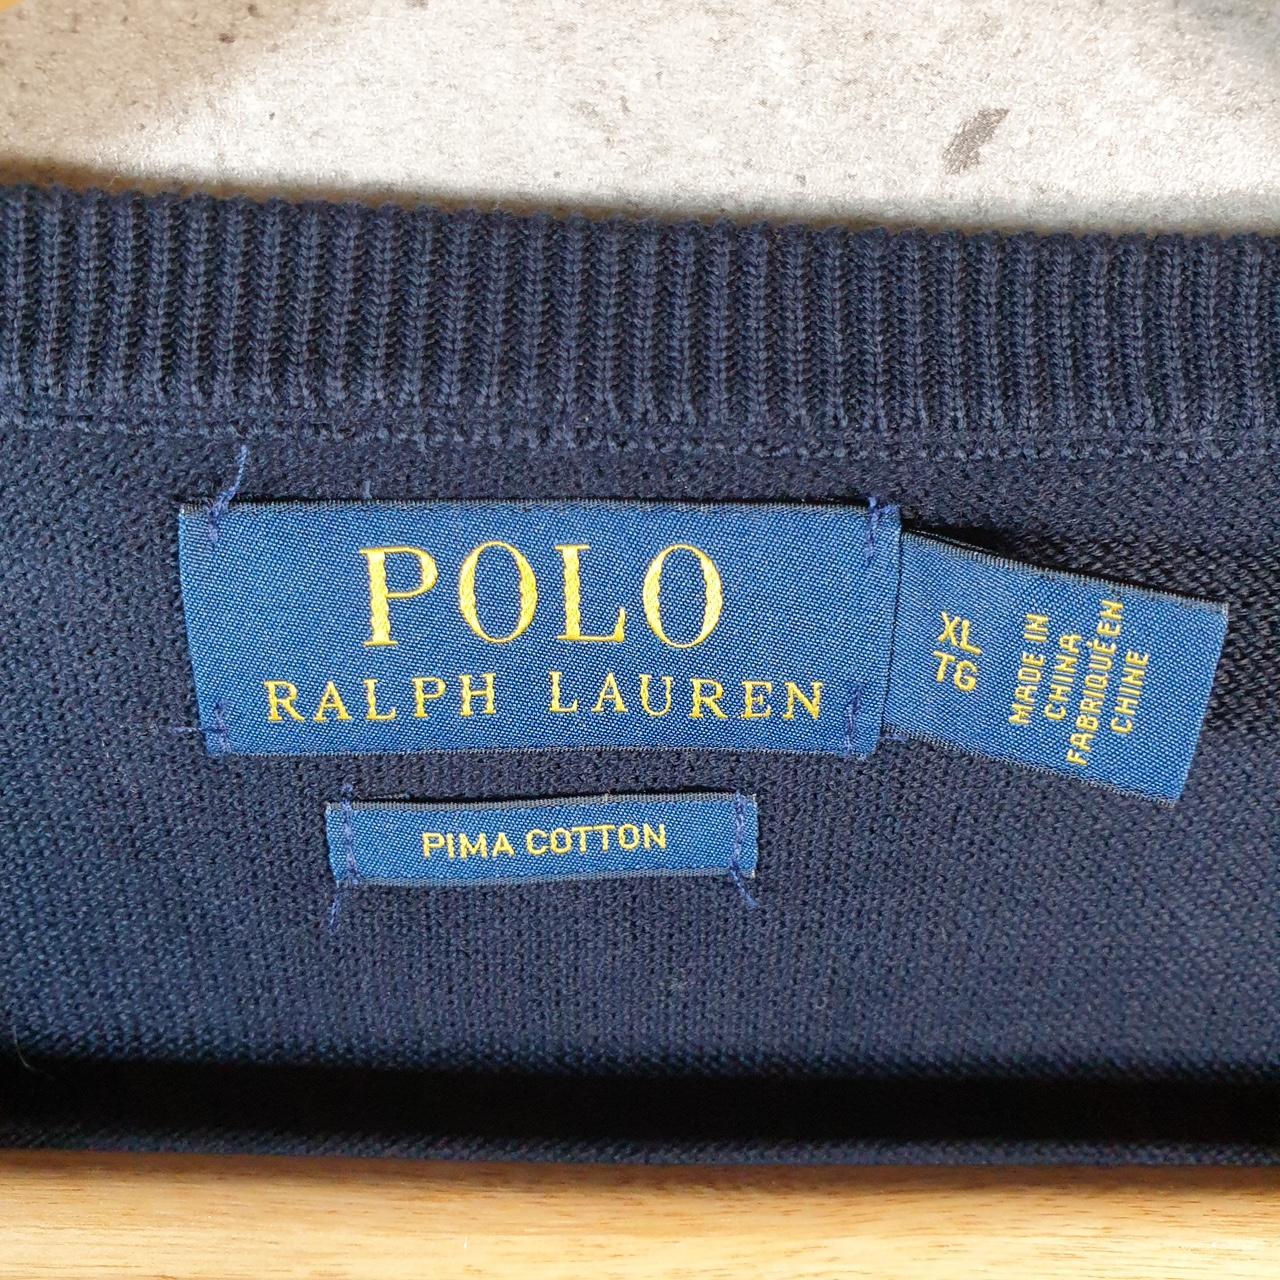 POLO
RALPH LAUREN
XL
TG
MADE IN
CHINA
FABRIQUÉ EN
CHINE
PIMA COTTON